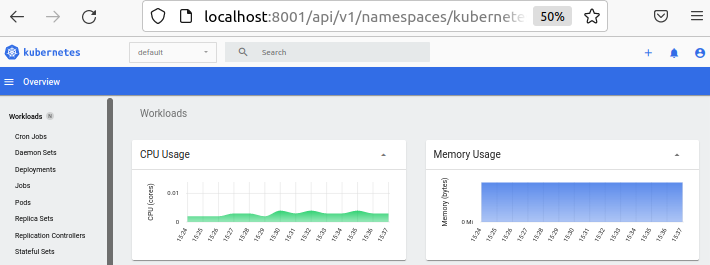 localhost:8001/api/v1/namespaces/kubernete
50%
kubernetes
default
Search
Overview
Workloads N
Cron Jobs
Daemon Sets
Deployments
Jobs
Pods
Replica Sets
Replication Controllers
Stateful Sets
Workloads
CPU Usage
CPU (cores)
0.01
0
15:24 15:25 15:26 15:27 15:28 15:29 15:30 15:31 15:32 15:33 15:34 15:35 15:36 15:37
Memory Usage
Memory (bytes)
0 Mi
15:24 15:25 15:26 15:27 15:28 15:29 15:30 15:31 15:32 15:33 15:34 15:35 15:36 15:37